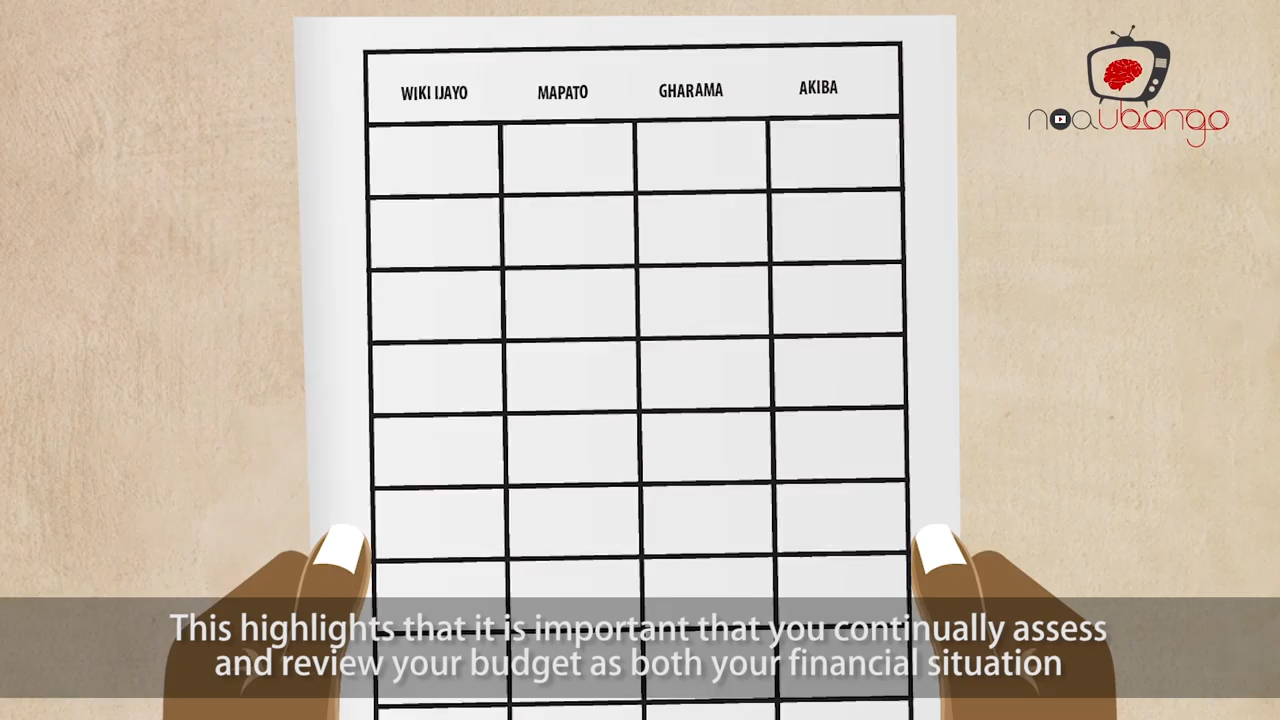 WIKI IJAYO MAPATO GHARAMA AKIBA
noaubongo
This highlights that it is important that you continually assess
and review your budget as both your financial situation